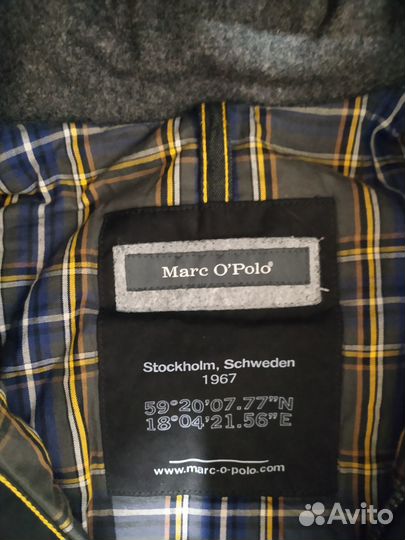 Marc O'Polo®
Stockholm, Schweden
1967
59°20'07.77"N
18°04'21.56"E
www.marc-o-polo.com
Avito